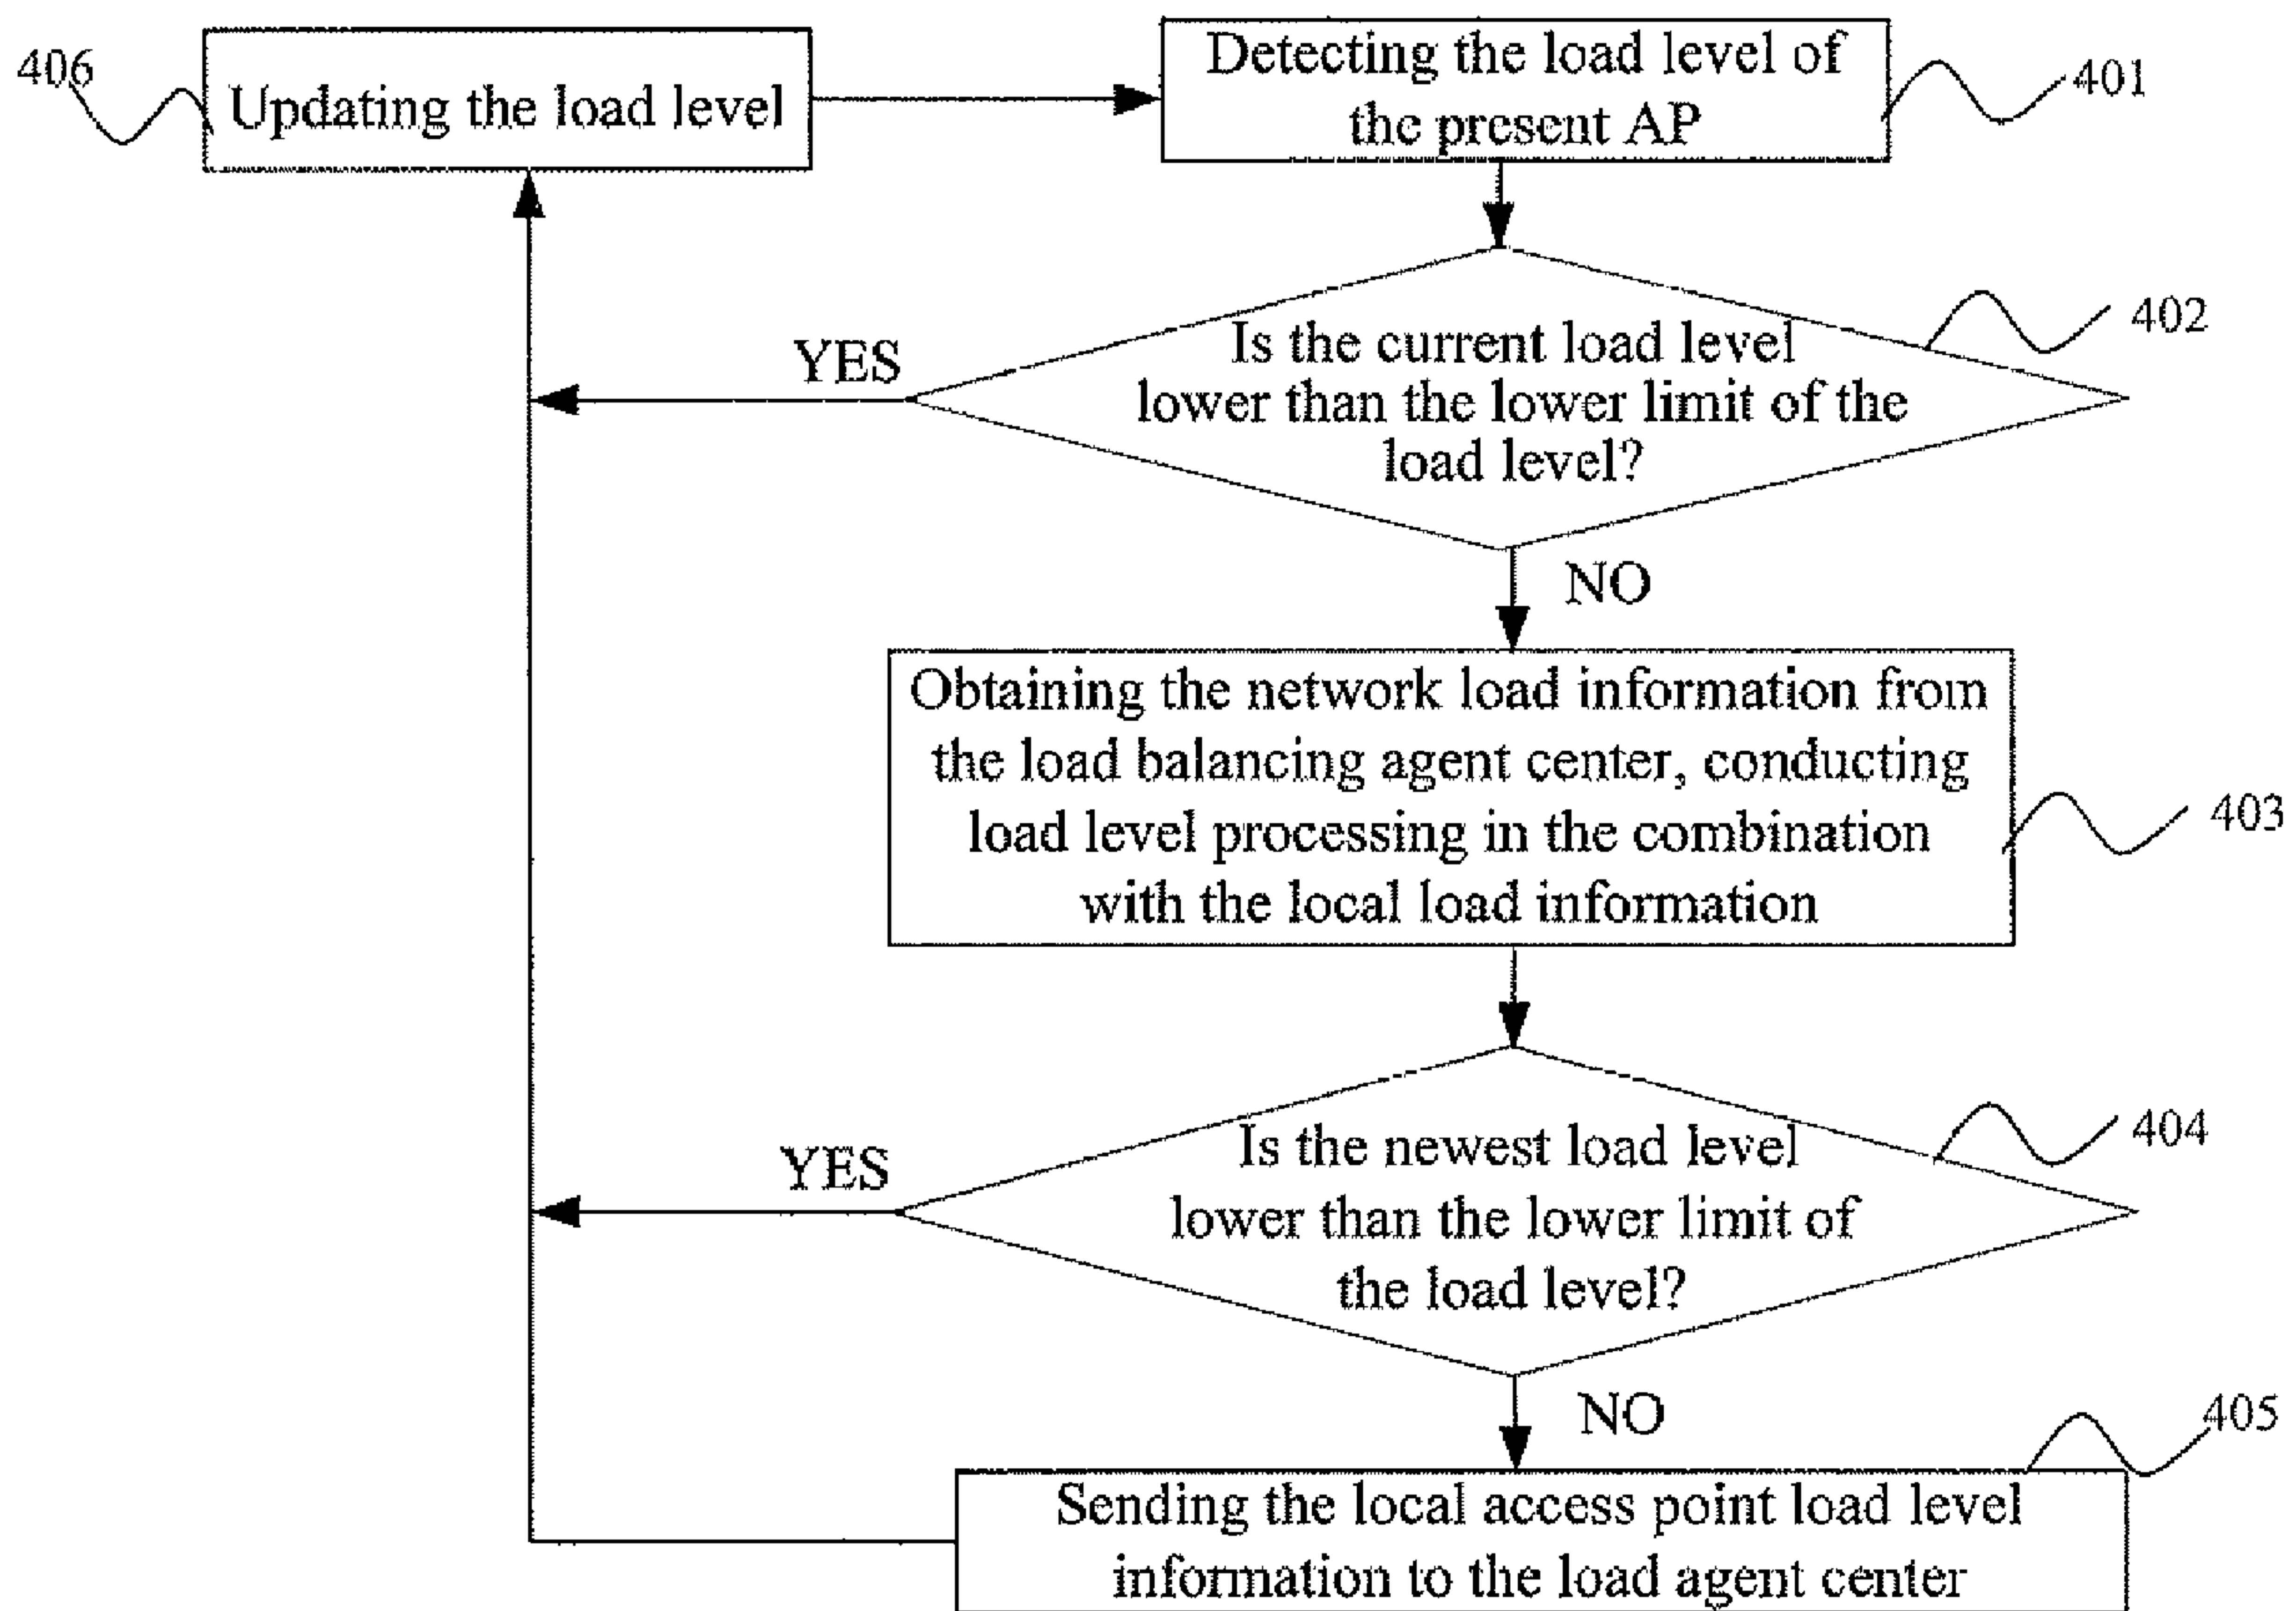 406
Updating the load level
Detecting the load level of
the present AP
401
402
Is the current load level
lower than the lower limit of the
load level?
YES
NO
Obtaining the network load information from
the load balancing agent center, conducting
load level processing in the combination
with the local load information
403
404
Is the newest load level
lower than the lower limit of
the load level?
YES
NO
405
Sending the local access point load level
information to the load agent center